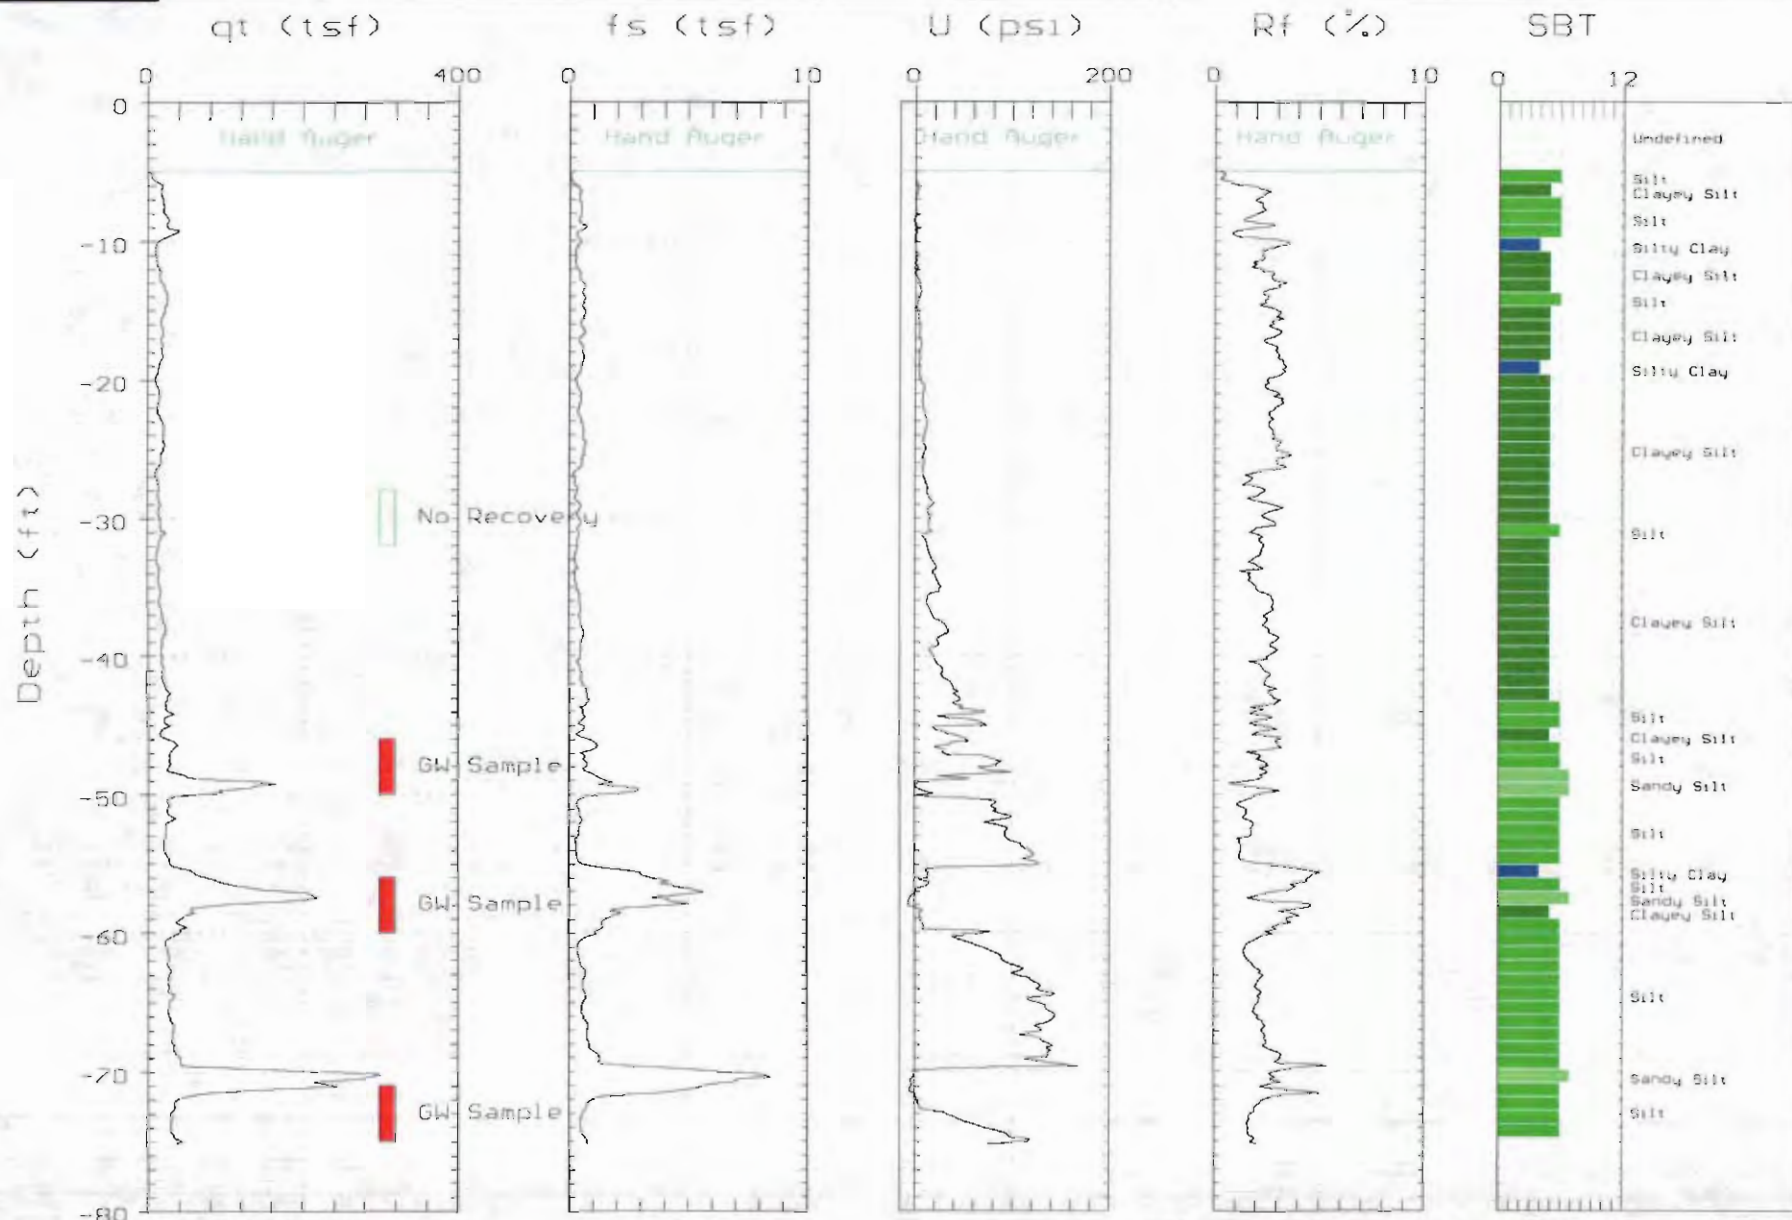 qt (tsf)
fs (tsf)
U (psi)
Rf (%)
SBT
0 400
0 10
0 200
0 10
0 12
0
Hand Auger
Hand Auger
Hand Auger
Hand Auger
Undefined
Silt
Clayey Silt
Silt
-10
Silty Clay
Clayey Silt
Silt
Clayey Silt
Silty Clay
-20
Clayey Silt
Depth (ft)
No Recovery
-30
Silt
Clayey Silt
-40
Silt
Clayey Silt
Silt
GW Sample
Sandy Silt
-50
Silt
Silty Clay
Silt
GW Sample
Sandy Silt
Clayey Silt
-60
Silt
-70
Sandy Silt
GW Sample
Silt
-80